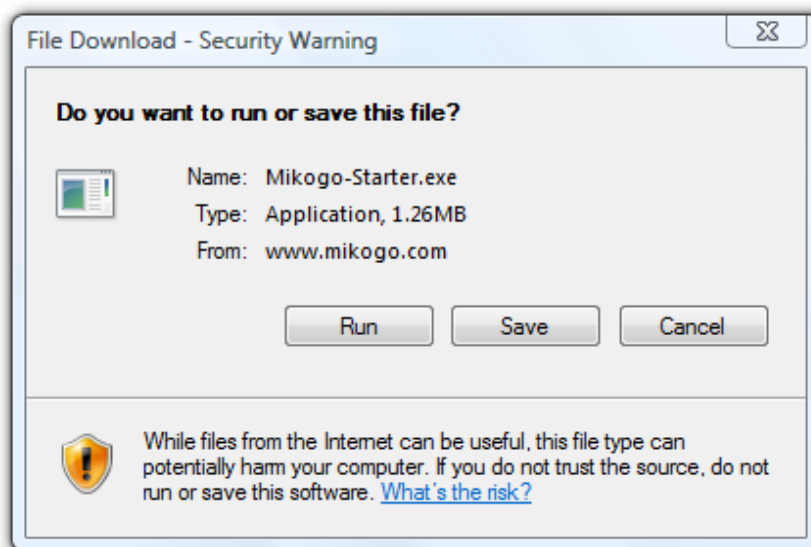 File Download - Security Warning
Do you want to run or save this file?
Name: Mikogo-Starter.exe
Type: Application, 1.26MB
From: www.mikogo.com
Run Save Cancel
While files from the Internet can be useful, this file type can
potentially harm your computer. If you do not trust the source, do not
run or save this software. What's the risk?